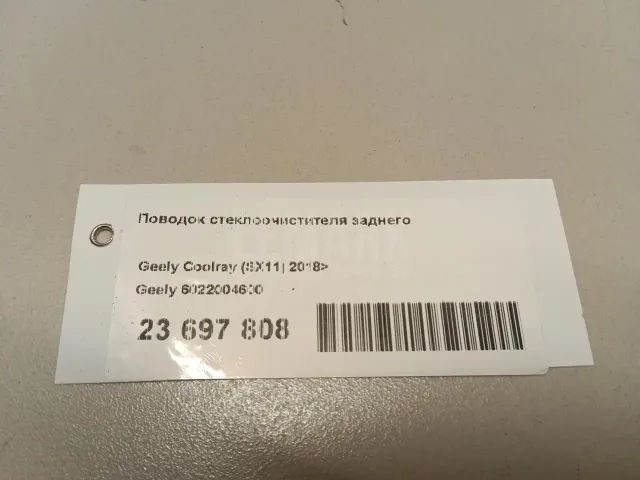 Поводок стеклоочистителя заднего
Geely Coolray (SX11) 2018>
Geely 6022004600
23 697 808